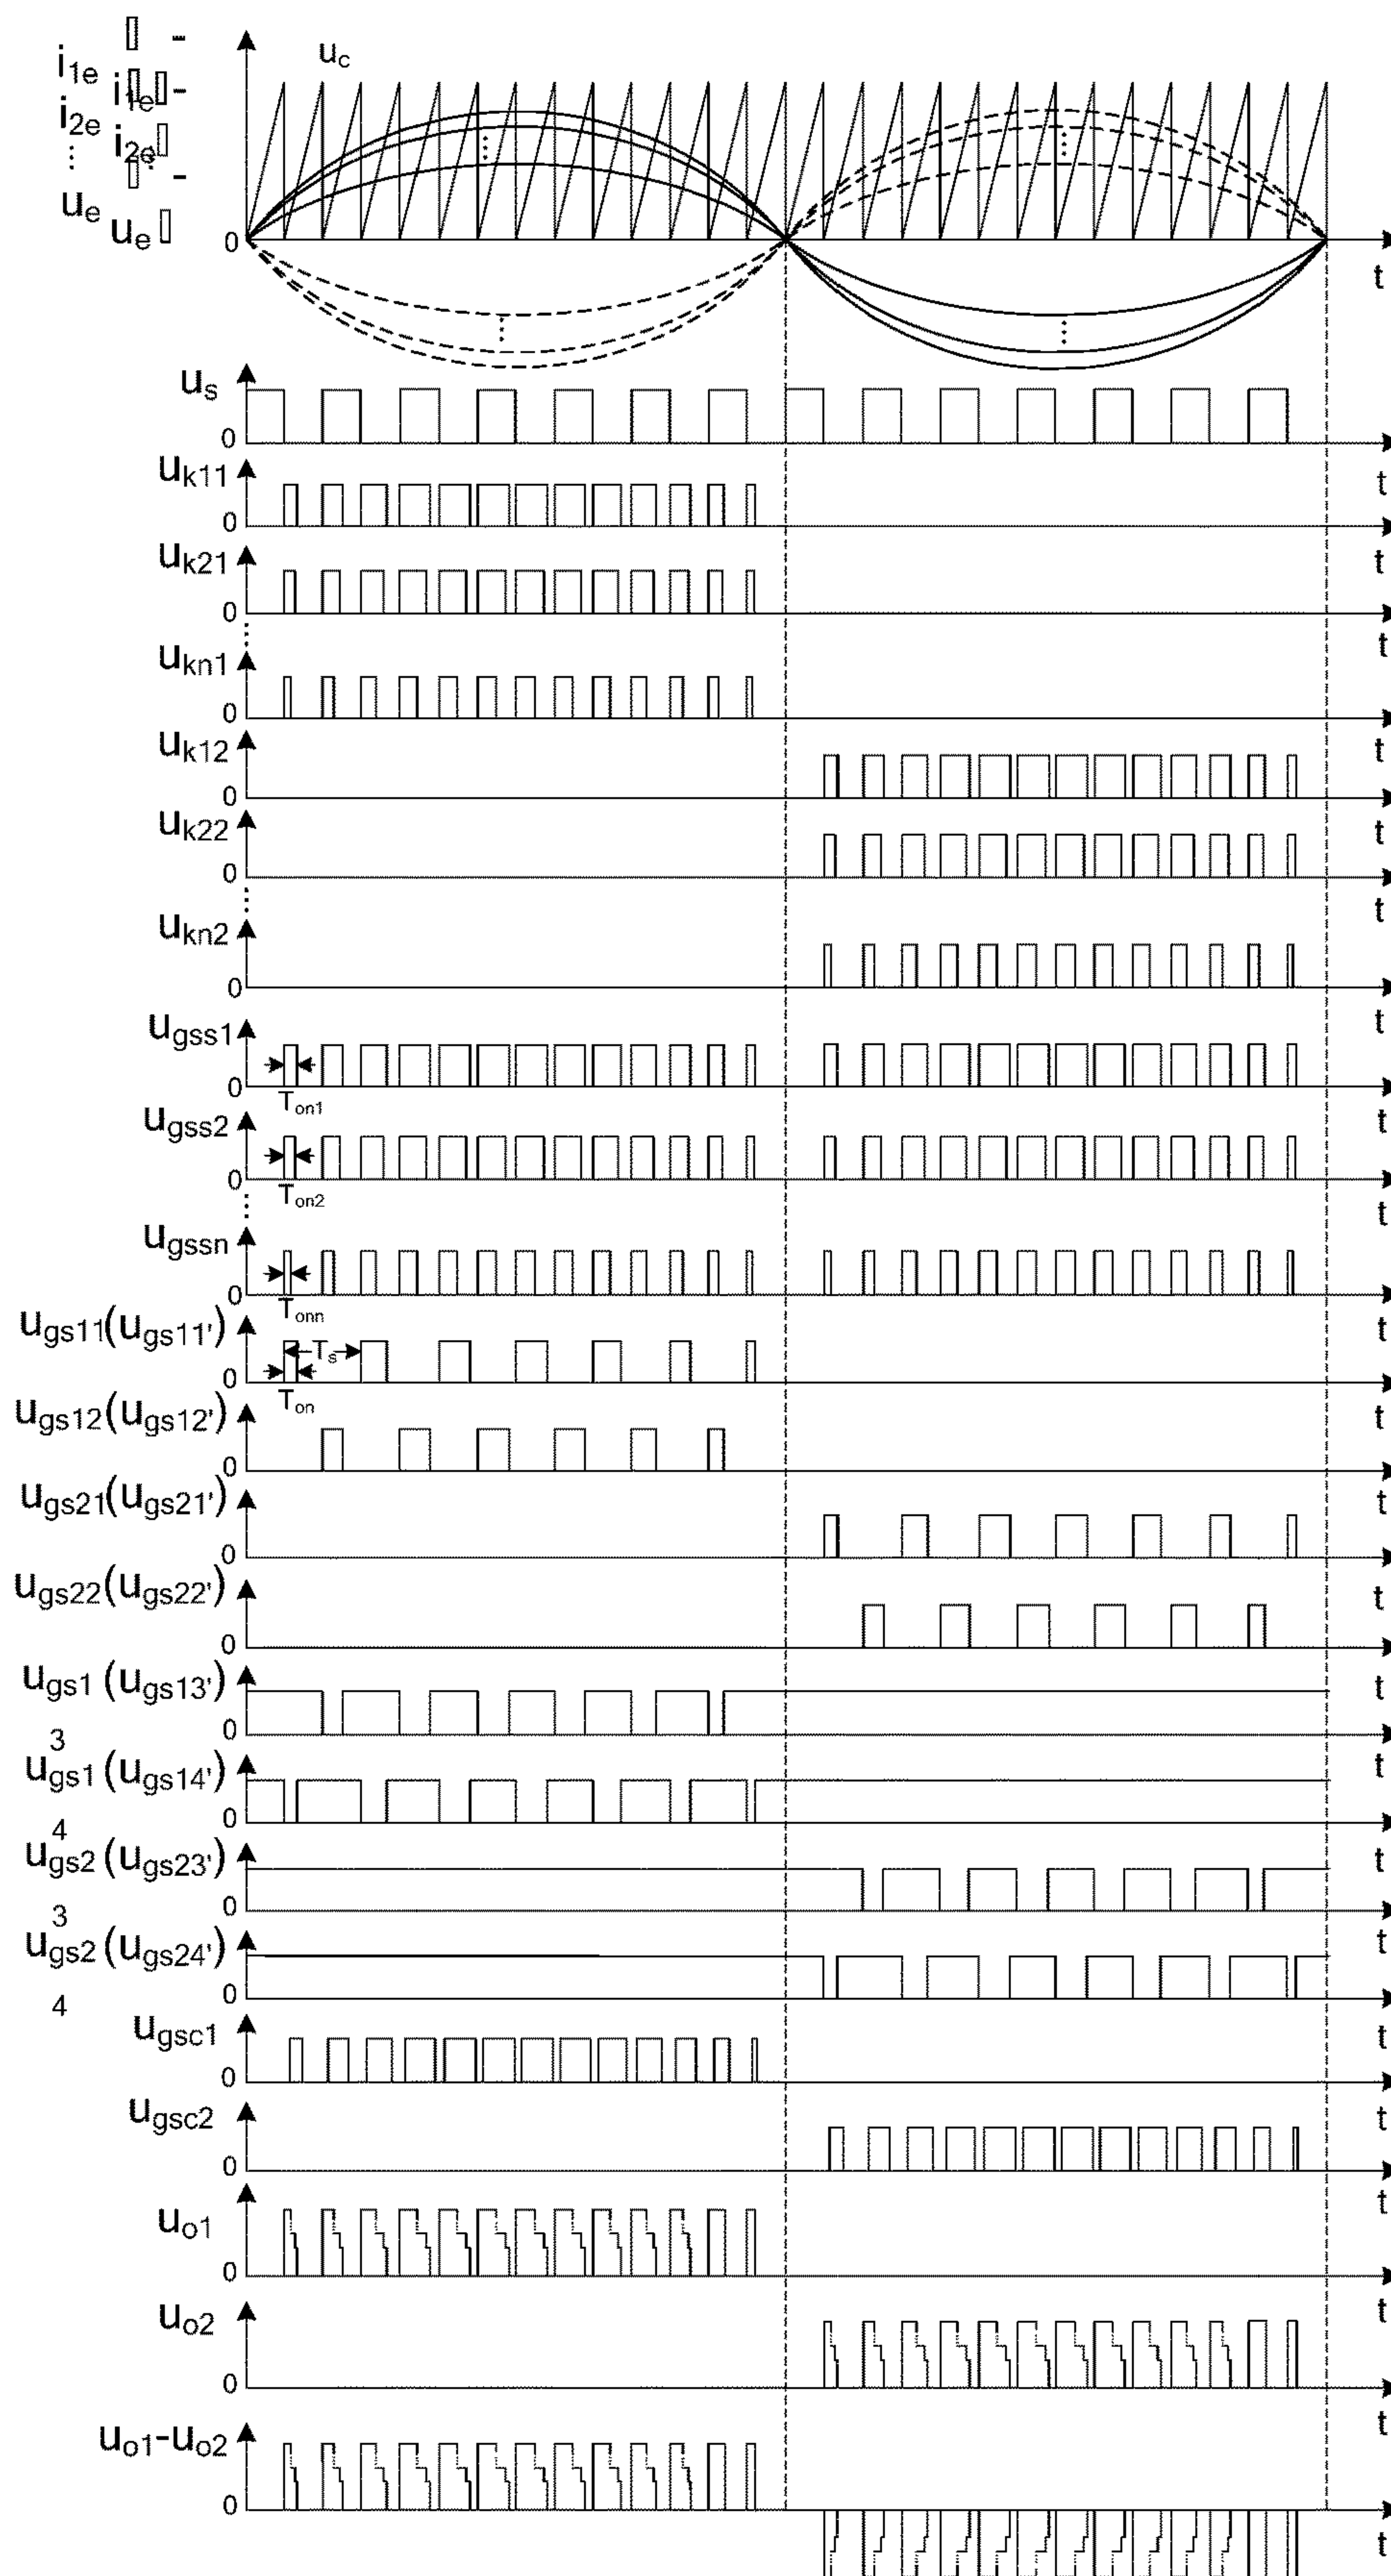 i1e
i1e
i2e
i2e
⋮
ue
ue
uc
0
t
us
0
t
uk11
0
t
uk21
0
t
⋮
ukn1
0
t
uk12
0
t
uk22
0
t
⋮
ukn2
0
t
ugss1
0
Ton1
t
ugss2
0
Ton2
t
⋮
ugssn
0
Tonn
t
ugs11(ugs11')
Ts
0
Ton
t
ugs12(ugs12')
0
t
ugs21(ugs21')
0
t
ugs22(ugs22')
0
t
ugs1 (ugs13')
0
3
t
ugs1 (ugs14')
0
4
t
ugs2 (ugs23')
0
3
t
ugs2 (ugs24')
0
4
t
ugsc1
0
t
ugsc2
0
t
uo1
0
t
uo2
0
t
uo1-uo2
0
t